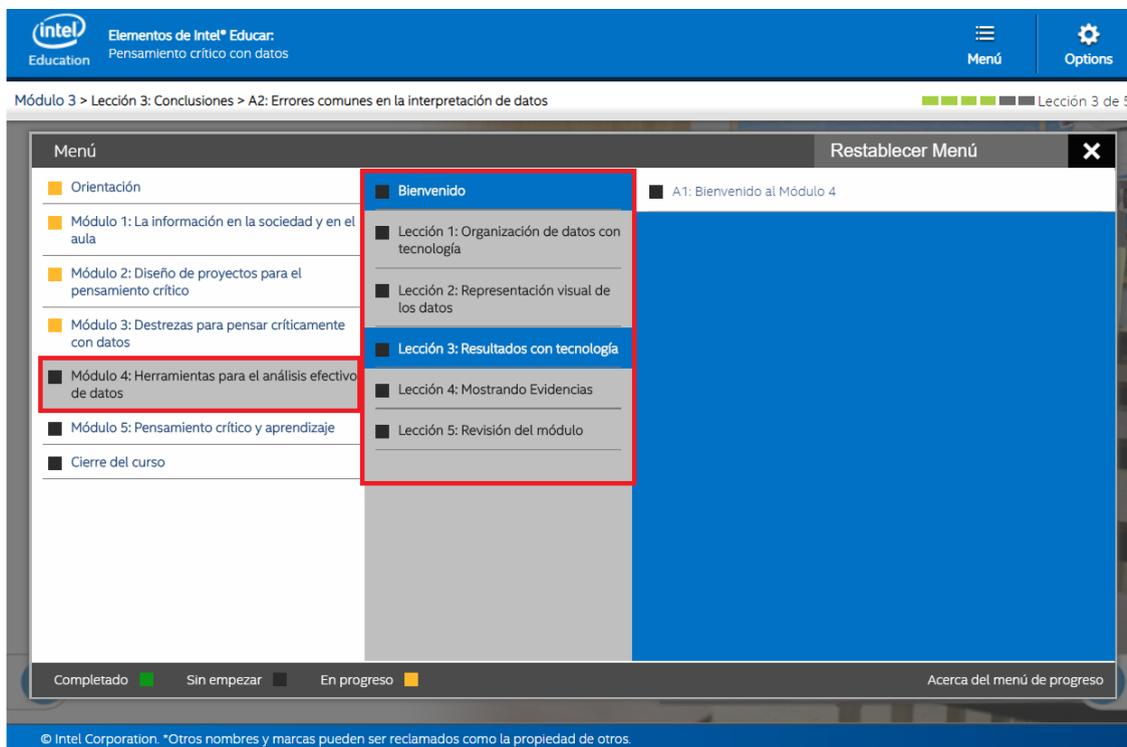 intel
Education
Elementos de Intel® Educar:
Pensamiento crítico con datos
Menú
Options
Módulo 3 > Lección 3: Conclusiones > A2: Errores comunes en la interpretación de datos
Lección 3 de 5
Menú
Restablecer Menú
X
Orientación
Módulo 1: La información en la sociedad y en el
aula
Módulo 2: Diseño de proyectos para el
pensamiento crítico
Módulo 3: Destrezas para pensar críticamente
con datos
Módulo 4: Herramientas para el análisis efectivo
de datos
Módulo 5: Pensamiento crítico y aprendizaje
Cierre del curso
Bienvenido
Lección 1: Organización de datos con
tecnología
Lección 2: Representación visual de
los datos
Lección 3: Resultados con tecnología
Lección 4: Mostrando Evidencias
Lección 5: Revisión del módulo
A1: Bienvenido al Módulo 4
Completado
Sin empezar
En progreso
Acerca del menú de progreso
© Intel Corporation. *Otros nombres y marcas pueden ser reclamados como la propiedad de otros.